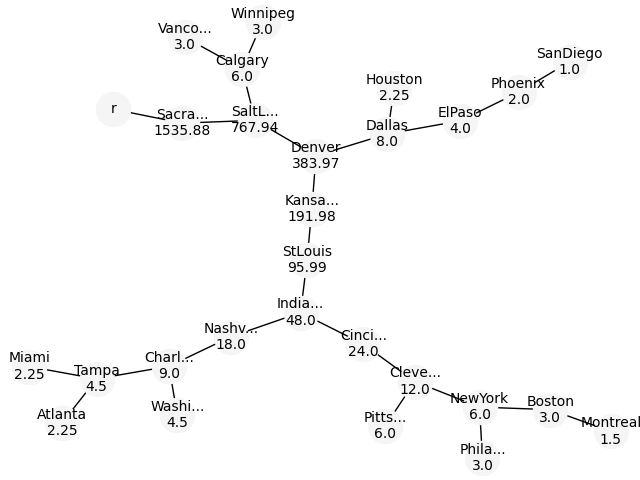 Winnipeg
3.0
Vanco...
3.0
Calgary
6.0
SanDiego
1.0
Phoenix
2.0
Houston
2.25
r
Sacra...
1535.88
SaltL...
767.94
ElPaso
4.0
Dallas
8.0
Denver
383.97
Kansa...
191.98
StLouis
95.99
India...
48.0
Nashv...
18.0
Cinci...
24.0
Miami
2.25
Tampa
4.5
Charl...
9.0
Cleve...
12.0
Atlanta
2.25
Washi...
4.5
Pitts...
6.0
NewYork
6.0
Boston
3.0
Montreal
1.5
Phila...
3.0